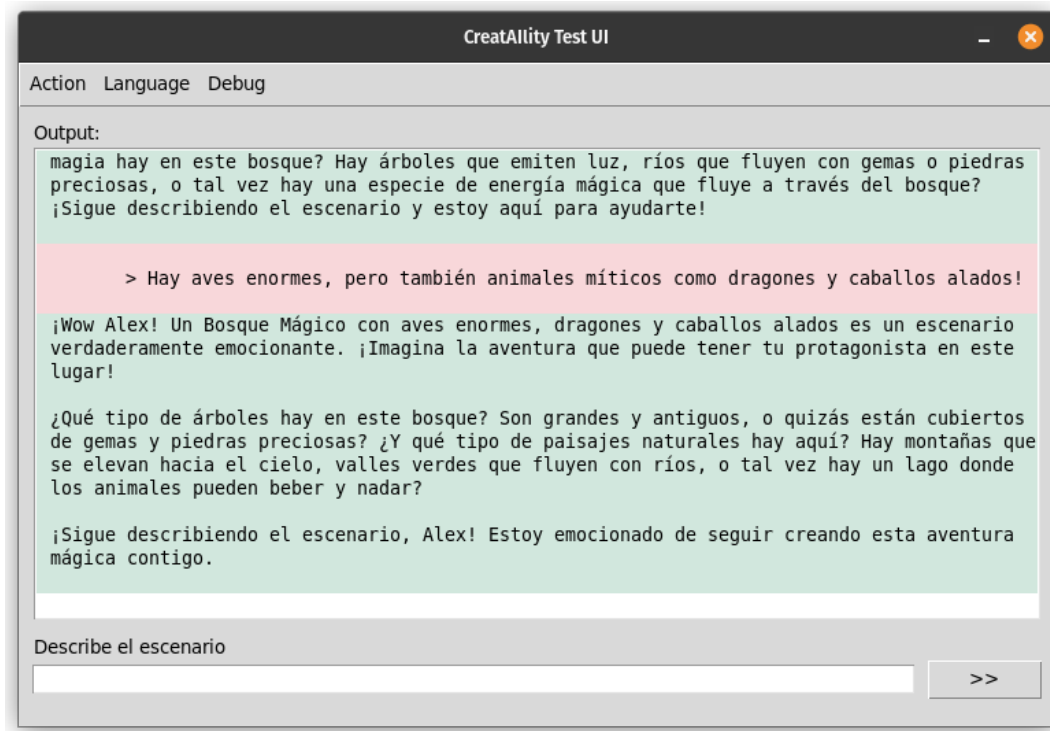 CreatAIlity Test UI
Action Language Debug
Output:
magia hay en este bosque? Hay árboles que emiten luz, ríos que fluyen con gemas o piedras
preciosas, o tal vez hay una especie de energía mágica que fluye a través del bosque?
¡Sigue describiendo el escenario y estoy aquí para ayudarte!
> Hay aves enormes, pero también animales míticos como dragones y caballos alados!
¡Wow Alex! Un Bosque Mágico con aves enormes, dragones y caballos alados es un escenario
verdaderamente emocionante. ¡Imagina la aventura que puede tener tu protagonista en este
lugar!
¿Qué tipo de árboles hay en este bosque? Son grandes y antiguos, o quizás están cubiertos
de gemas y piedras preciosas? ¿Y qué tipo de paisajes naturales hay aquí? Hay montañas que
se elevan hacia el cielo, valles verdes que fluyen con ríos, o tal vez hay un lago donde
los animales pueden beber y nadar?
¡Sigue describiendo el escenario, Alex! Estoy emocionado de seguir creando esta aventura
mágica contigo.
Describe el escenario
>>